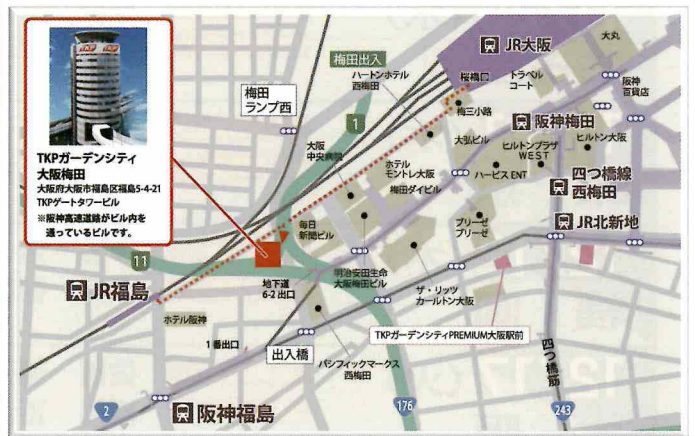 TKP
TKPガーデンシティ
大阪梅田
大阪府大阪市福島区福島5-4-21
TKPゲートタワービル
※阪神高速道路がビル内を
通っているビルです。
梅田出入
ハートンホテル
西梅田
梅田
ランプ西
1
JR大阪
大丸
桜橋口
トラベル
コート
阪神
百貨店
梅三小路
阪神梅田
大阪
中央病院
大弘ビル
ヒルトンプラザ
WEST
ヒルトン大阪
ホテル
モントレ大阪
ハービス ENT
四つ橋線
西梅田
梅田ダイビル
毎日
新聞ビル
ブリーゼ
ブリーゼ
JR北新地
11
JR福島
地下道
6-2 出口
明治安田生命
大阪梅田ビル
ザ・リッツ
カールトン大阪
ホテル阪神
TKPガーデンシティPREMIUM大阪駅前
1 番出口
出入橋
パシフィックマークス
西梅田
四つ橋筋
2
阪神福島
176
243